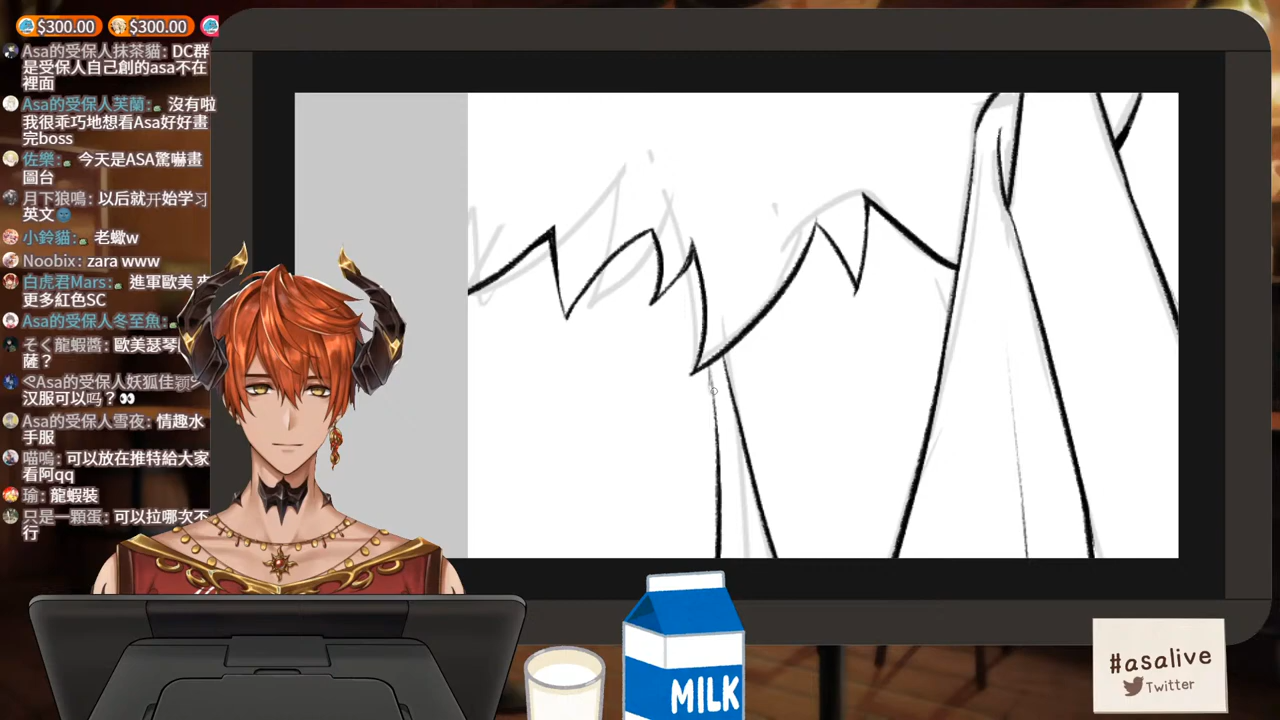 $300.00 $300.00
Asa的受保人抹茶貓: DC群
是受保人自己創的asa不在
裡面
Asa的受保人芙蘭: 沒有啦
我很乖巧地想看Asa好好畫
完boss
佐樂: 今天是ASA驚嚇畫
圖台
月下狼鳴: 以后就开始学习
英文
小鈴貓: 老蠍w
Noobix: zara www
白虎君Mars: 進軍歐美
更多紅色SC
Asa的受保人冬至魚:
そく龍蝦醬: 歐美瑟琴
薩?
Asa的受保人妖狐佳颖
汉服可以吗?
Asa的受保人雪夜: 情趣水
手服
喵嗚: 可以放在推特給大家
看阿qq
瑜: 龍蝦裝
只是一顆蛋: 可以拉哪次不
行
MILK
#asalive
Twitter